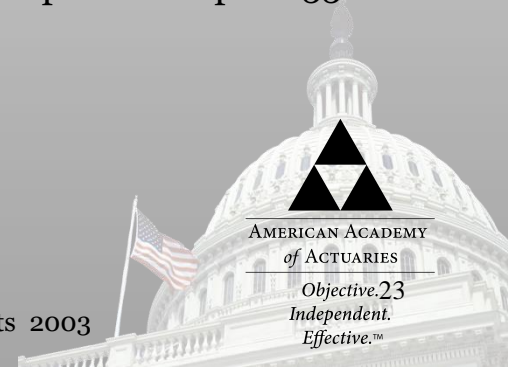 AMERICAN ACADEMY
of ACTUARIES
Objective.23
Independent.
Effective.™
ts 2003